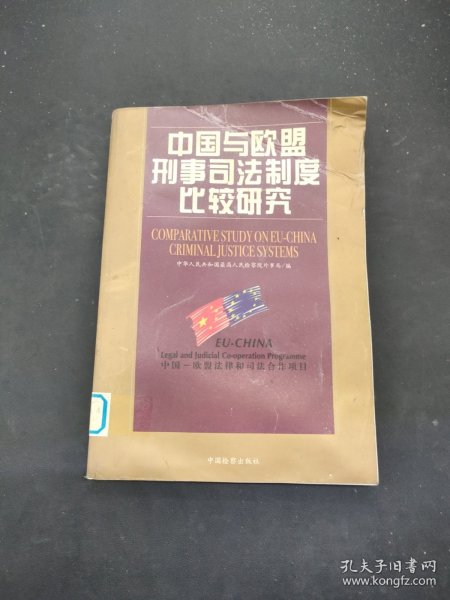 中国与欧盟
刑事司法制度
比较研究
COMPARATIVE STUDY ON EU-CHINA
CRIMINAL JUSTICE SYSTEMS
中华人民共和国最高人民检察院外事局/编
EU-CHINA
Legal and Judicial Co-operation Programme
中国－欧盟法律和司法合作项目
中国检察出版社
孔夫子旧书网
www.kongfz.com